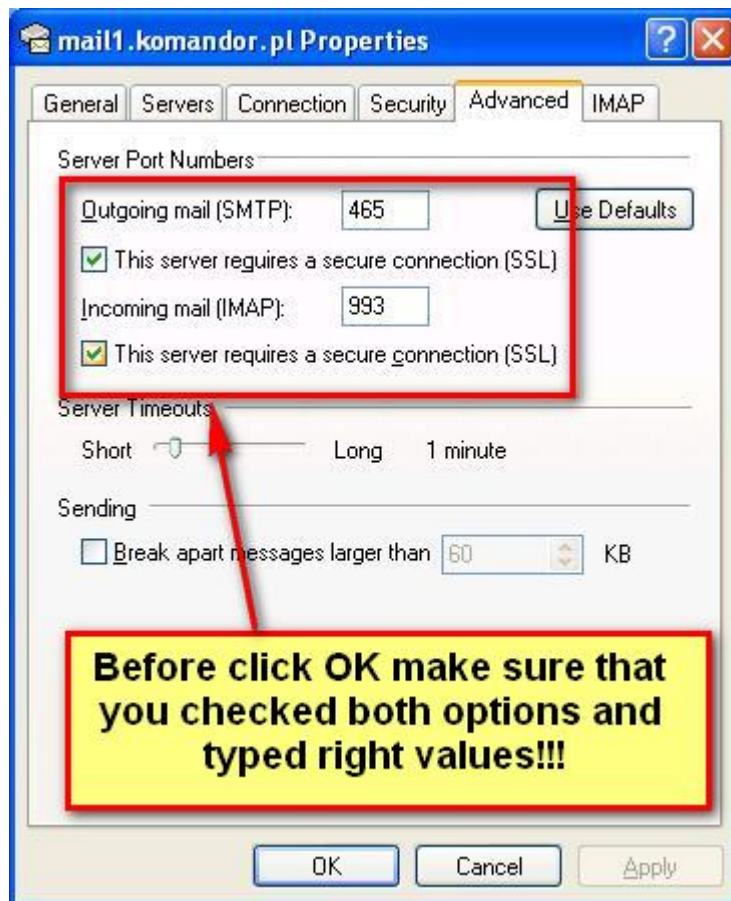 mail1.komandor.pl Properties
General Servers Connection Security Advanced IMAP
Server Port Numbers
Outgoing mail (SMTP): 465 Use Defaults
This server requires a secure connection (SSL)
Incoming mail (IMAP): 993
This server requires a secure connection (SSL)
Server Timeouts
Short Long 1 minute
Sending
Break apart messages larger than 60 KB
Before click OK make sure that
you checked both options and
typed right values!!!
OK Cancel Apply